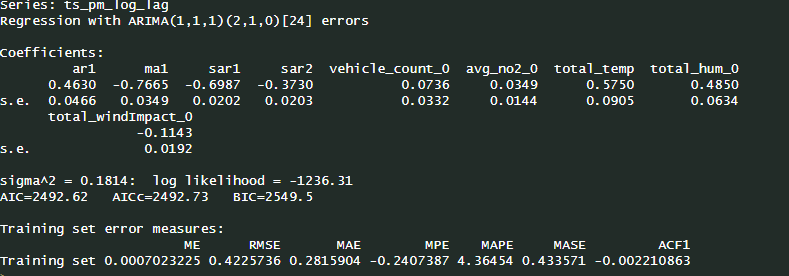 Series: ts_pm_log_lag
Regression with ARIMA(1,1,1)(2,1,0)[24] errors
Coefficients:
ar1 ma1 sar1 sar2 vehicle_count_0 avg_no2_0 total_temp total_hum_0
0.4630 -0.7665 -0.6987 -0.3730 0.0736 0.0349 0.5750 0.4850
s.e. 0.0466 0.0349 0.0202 0.0203 0.0332 0.0144 0.0905 0.0634
total_windImpact_0
-0.1143
s.e. 0.0192
sigma^2 = 0.1814: log likelihood = -1236.31
AIC=2492.62 AICc=2492.73 BIC=2549.5
Training set error measures:
ME RMSE MAE MPE MAPE MASE ACF1
Training set 0.0007023225 0.4225736 0.2815904 -0.2407387 4.36454 0.433571 -0.002210863